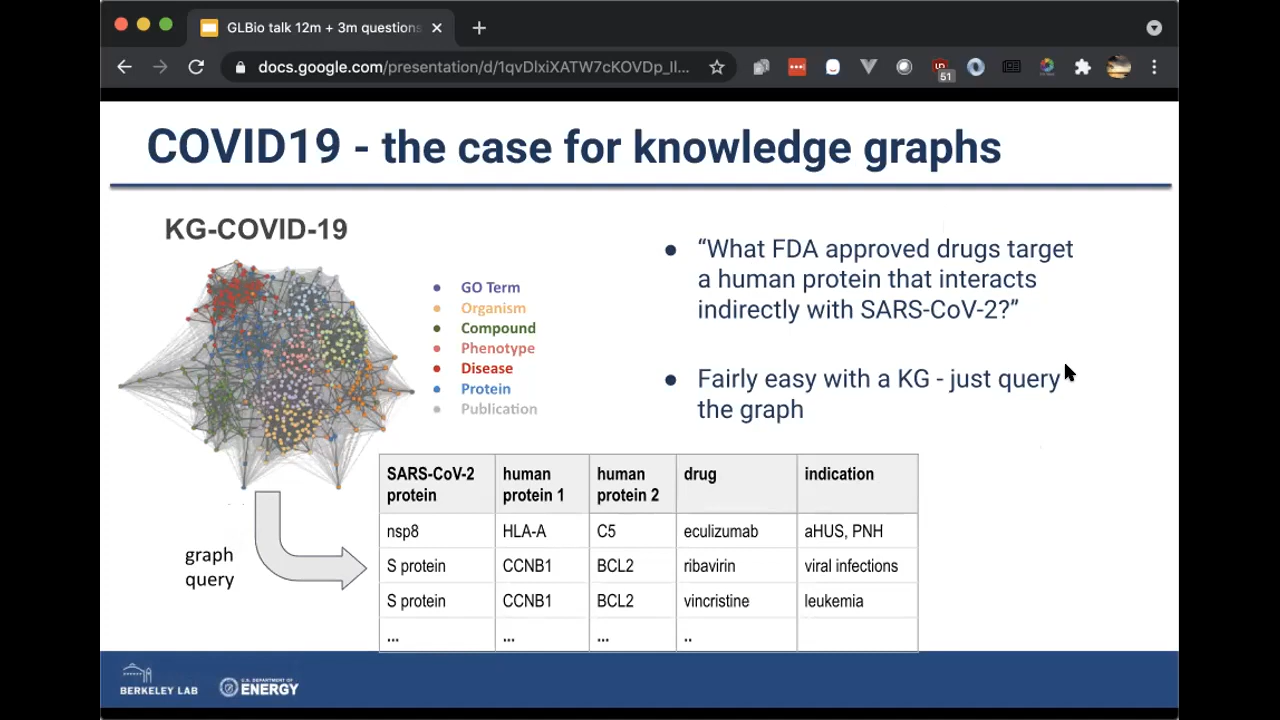 GLBio talk 12m + 3m questions
docs.google.com/presentation/d/1qvDlxiXATW7cKOVDp_Il...
51
COVID19 - the case for knowledge graphs
KG-COVID-19
GO Term
Organism
Compound
Phenotype
Disease
Protein
Publication
● “What FDA approved drugs target
a human protein that interacts
indirectly with SARS-CoV-2?”
● Fairly easy with a KG - just query
the graph
graph
query
SARS-CoV-2 protein human protein 1 human protein 2 drug indication
nsp8 HLA-A C5 eculizumab aHUS, PNH
S protein CCNB1 BCL2 ribavirin viral infections
S protein CCNB1 BCL2 vincristine leukemia
... ... ... ..
BERKELEY LAB
U.S. DEPARTMENT OF
ENERGY